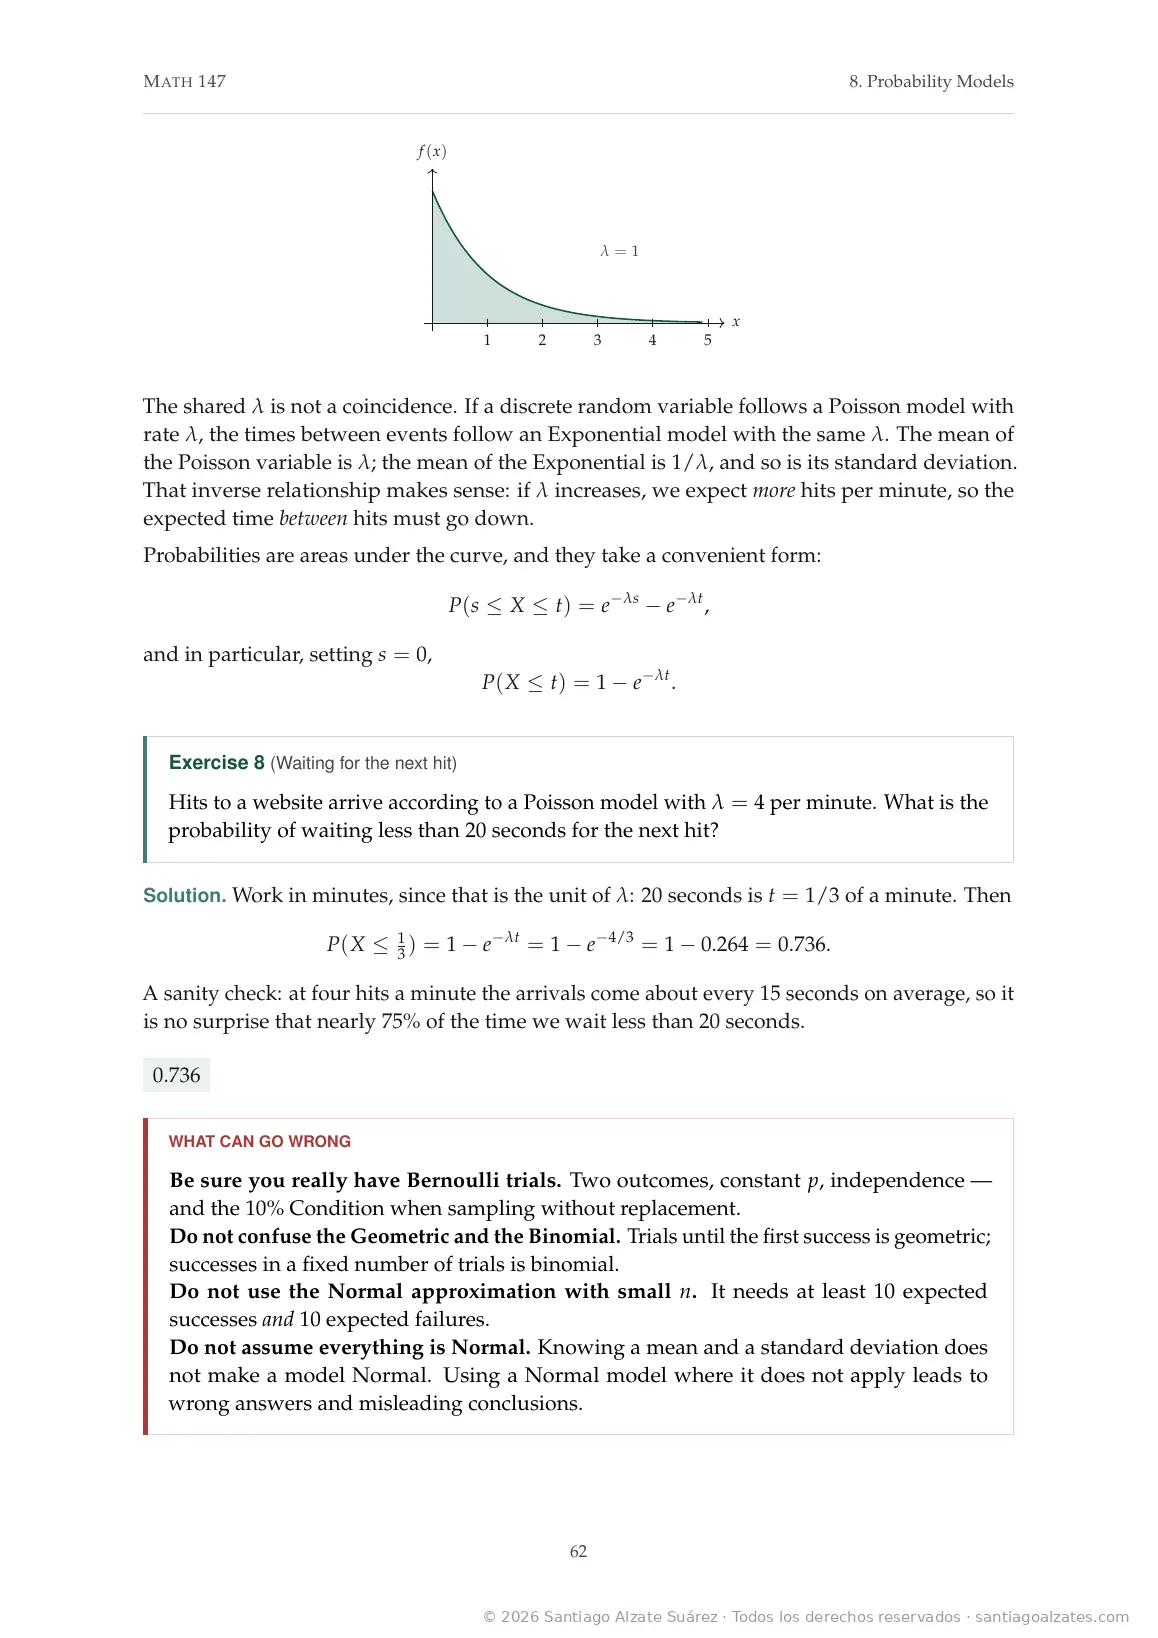 MATH 147
8. Probability Models
f(x)
λ = 1
x
1 2 3 4 5
The shared λ is not a coincidence. If a discrete random variable follows a Poisson model with
rate λ, the times between events follow an Exponential model with the same λ. The mean of
the Poisson variable is λ; the mean of the Exponential is 1/λ, and so is its standard deviation.
That inverse relationship makes sense: if λ increases, we expect more hits per minute, so the
expected time between hits must go down.
Probabilities are areas under the curve, and they take a convenient form:
P(s ≤ X ≤ t) = e^{−λs} − e^{−λt},
and in particular, setting s = 0,
P(X ≤ t) = 1 − e^{−λt}.
Exercise 8 (Waiting for the next hit)
Hits to a website arrive according to a Poisson model with λ = 4 per minute. What is the
probability of waiting less than 20 seconds for the next hit?
Solution. Work in minutes, since that is the unit of λ: 20 seconds is t = 1/3 of a minute. Then
P(X ≤ 1/3) = 1 − e^{−λt} = 1 − e^{−4/3} = 1 − 0.264 = 0.736.
A sanity check: at four hits a minute the arrivals come about every 15 seconds on average, so it
is no surprise that nearly 75% of the time we wait less than 20 seconds.
0.736
WHAT CAN GO WRONG
Be sure you really have Bernoulli trials. Two outcomes, constant p, independence —
and the 10% Condition when sampling without replacement.
Do not confuse the Geometric and the Binomial. Trials until the first success is geometric;
successes in a fixed number of trials is binomial.
Do not use the Normal approximation with small n. It needs at least 10 expected
successes and 10 expected failures.
Do not assume everything is Normal. Knowing a mean and a standard deviation does
not make a model Normal. Using a Normal model where it does not apply leads to
wrong answers and misleading conclusions.
62
© 2026 Santiago Alzate Suárez · Todos los derechos reservados · santiagoalzates.com